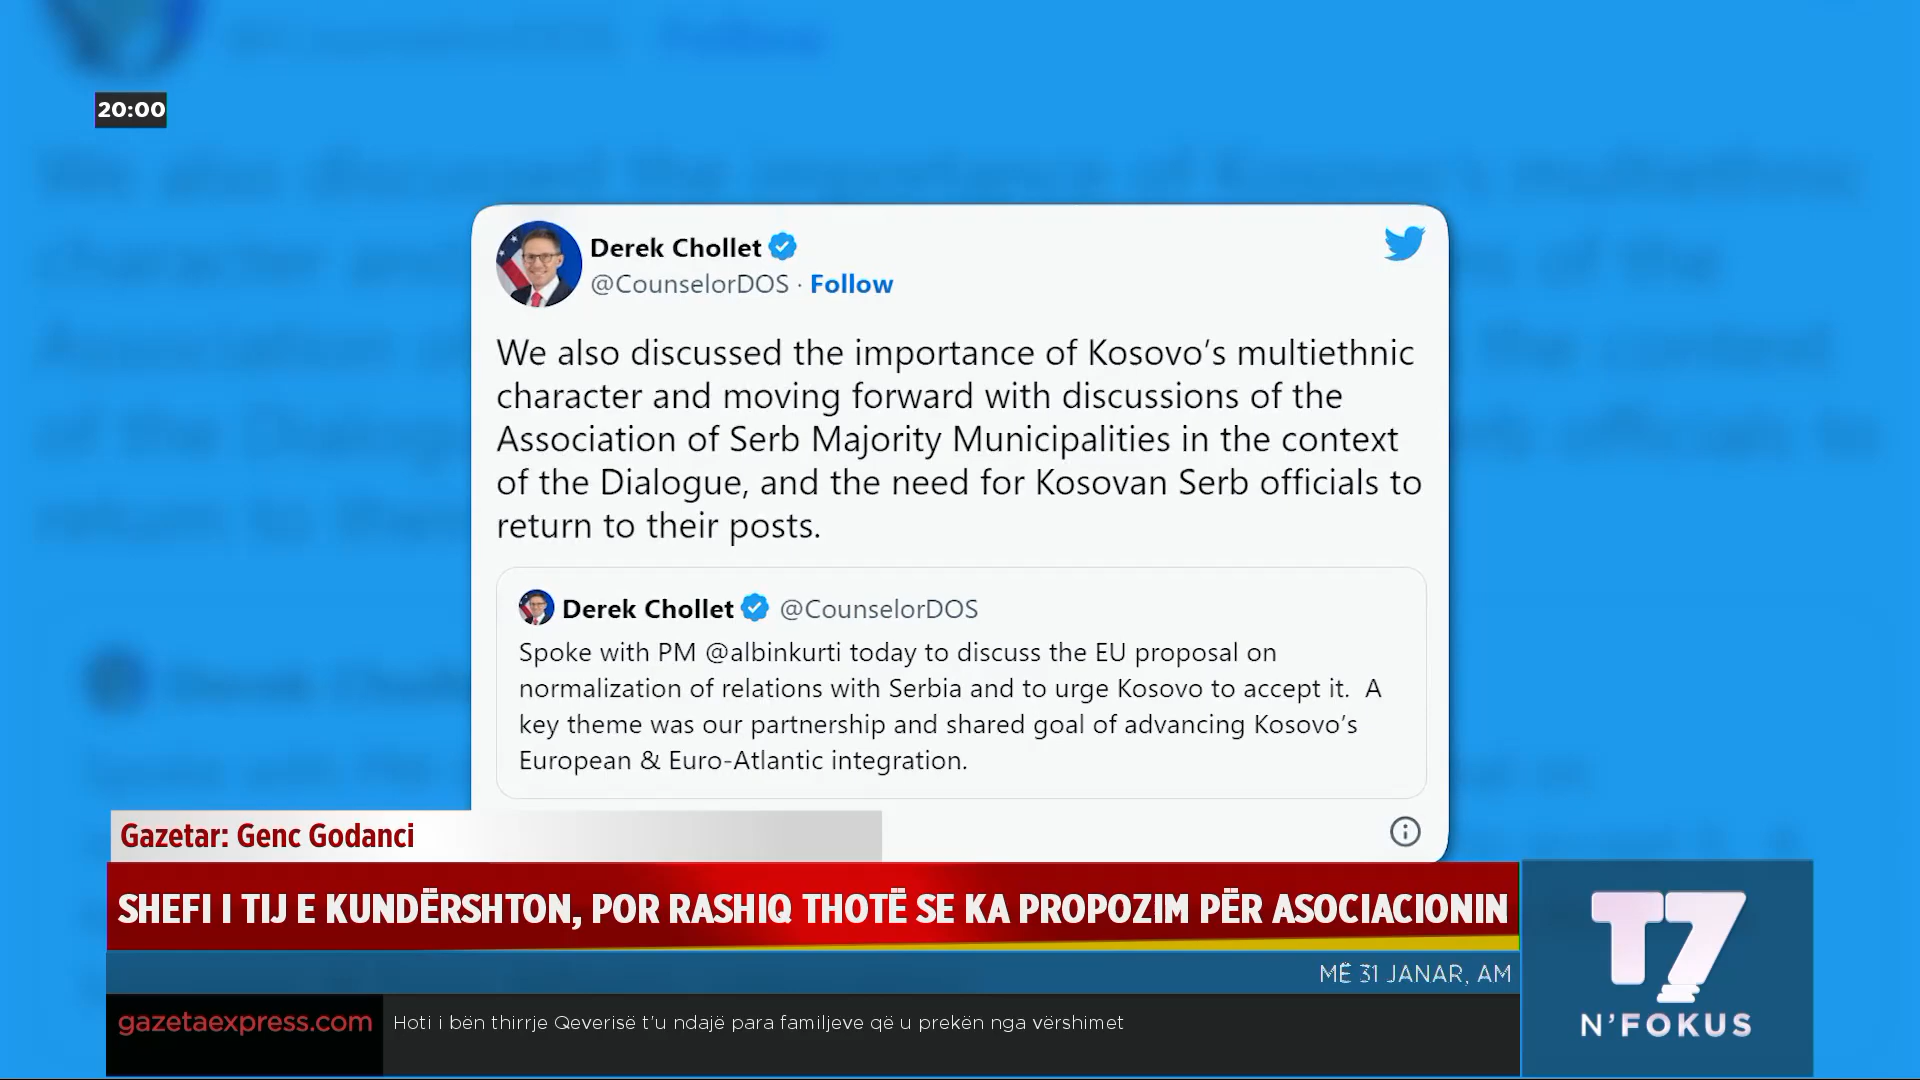 20:00
Derek Chollet
@CounselorDOS · Follow
We also discussed the importance of Kosovo’s multiethnic
character and moving forward with discussions of the
Association of Serb Majority Municipalities in the context
of the Dialogue, and the need for Kosovan Serb officials to
return to their posts.
Derek Chollet @CounselorDOS
Spoke with PM @albinkurti today to discuss the EU proposal on
normalization of relations with Serbia and to urge Kosovo to accept it. A
key theme was our partnership and shared goal of advancing Kosovo’s
European & Euro-Atlantic integration.
Gazetar: Genc Godanci
SHEFI I TIJ E KUNDËRSHTON, POR RASHIQ THOTË SE KA PROPOZIM PËR ASOCIACIONIN
MË 31 JANAR, AM
gazetaexpress.com
Hoti i bën thirrje Qeverisë t'u ndajë para familjeve që u prekën nga vërshimet
T7
N'FOKUS